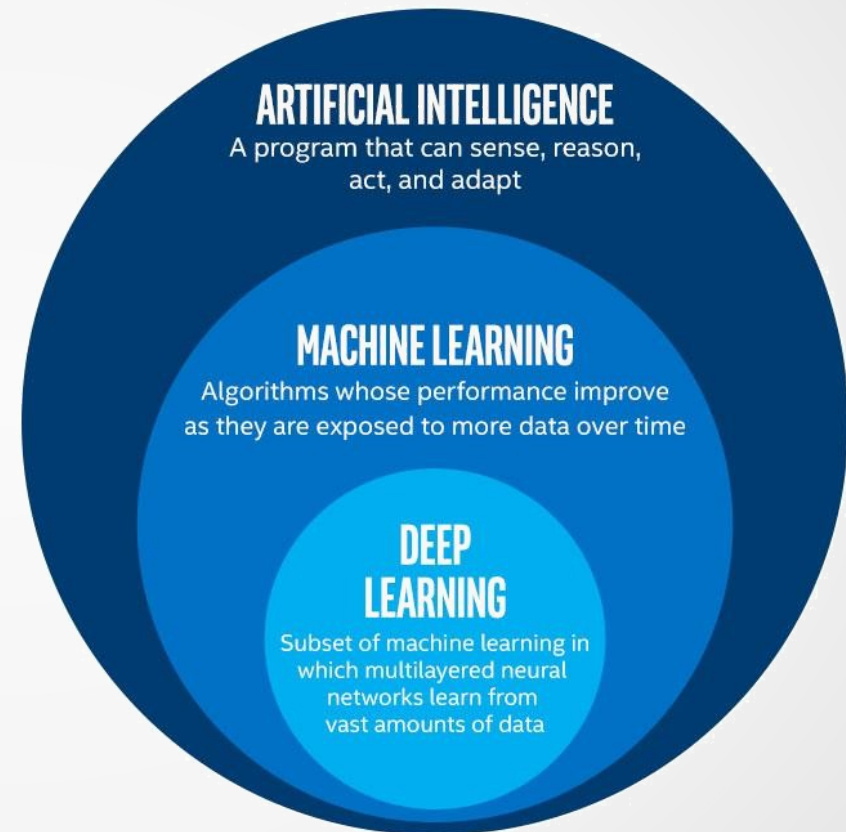 ARTIFICIAL INTELLIGENCE
A program that can sense, reason,
act, and adapt
MACHINE LEARNING
Algorithms whose performance improve
as they are exposed to more data over time
DEEP
LEARNING
Subset of machine learning in
which multilayered neural
networks learn from
vast amounts of data